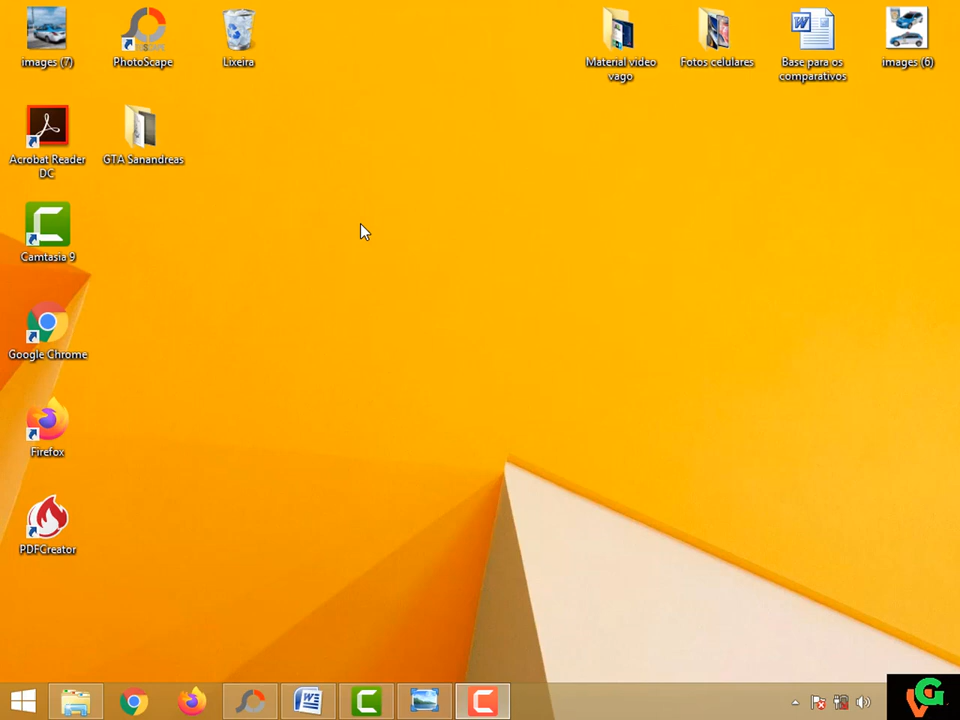 images (7)
PhotoScape
Lixeira
Material video
vago
Fotos celulares
Base para os
comparativos
images (6)
Acrobat Reader
DC
GTA Sanandreas
Camtasia 9
Google Chrome
Firefox
PDFCreator